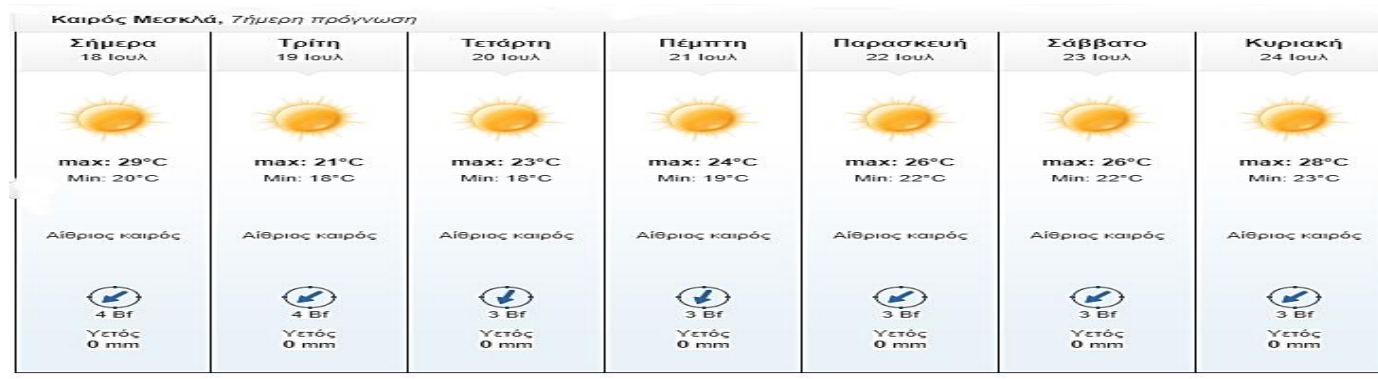 Καιρός Μεσκλά, 7ήμερη πρόγνωση
Σήμερα Τρίτη Τετάρτη Πέμπτη Παρασκευή Σάββατο Κυριακή
18 Ιουλ 19 Ιουλ 20 Ιουλ 21 Ιουλ 22 Ιουλ 23 Ιουλ 24 Ιουλ
max: 29°C max: 21°C max: 23°C max: 24°C max: 26°C max: 26°C max: 28°C
Min: 20°C Min: 18°C Min: 18°C Min: 19°C Min: 22°C Min: 22°C Min: 23°C
Αίθριος καιρός Αίθριος καιρός Αίθριος καιρός Αίθριος καιρός Αίθριος καιρός Αίθριος καιρός Αίθριος καιρός
4 Bf 4 Bf 3 Bf 3 Bf 3 Bf 3 Bf 3 Bf
Υετός Υετός Υετός Υετός Υετός Υετός Υετός
0 mm 0 mm 0 mm 0 mm 0 mm 0 mm 0 mm